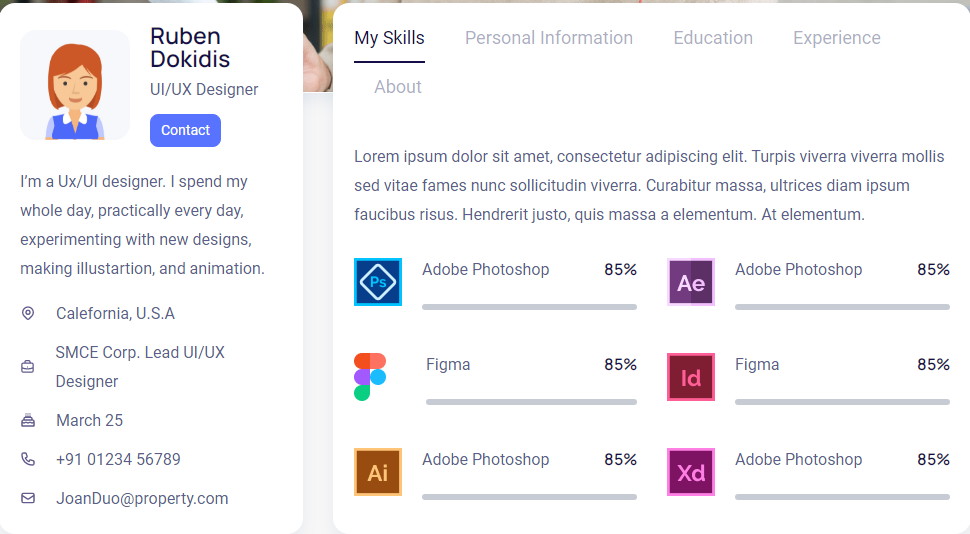 Ruben
Dokidis
UI/UX Designer
Contact
I'm a Ux/UI designer. I spend my
whole day, practically every day,
experimenting with new designs,
making illustartion, and animation.
Calefornia, U.S.A
SMCE Corp. Lead UI/UX
Designer
March 25
+91 01234 56789
JoanDuo@property.com
My Skills Personal Information Education Experience
About
Lorem ipsum dolor sit amet, consectetur adipiscing elit. Turpis viverra viverra mollis
sed vitae fames nunc sollicitudin viverra. Curabitur massa, ultrices diam ipsum
faucibus risus. Hendrerit justo, quis massa a elementum. At elementum.
Ps Adobe Photoshop 85% Ae Adobe Photoshop 85%
Figma 85% Id Figma 85%
Ai Adobe Photoshop 85% Xd Adobe Photoshop 85%